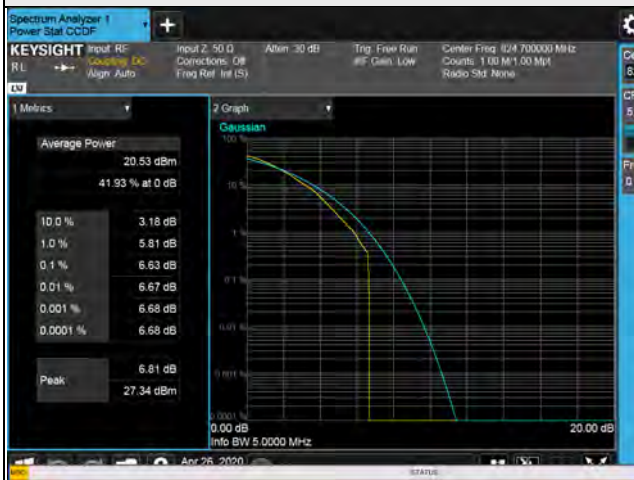 Spectrum Analyzer 1
Power Stat CCDF
KEYSIGHT Input: RF
RL
Coupling: DC
Align: Auto
Input Z: 50 Ω
Corrections: Off
Freq Ref: Int (S)
Atten: 30 dB
Trig: Free Run
#IF Gain: Low
Center Freq: 824.700000 MHz
Counts: 1.00 M/1.00 Mpt
Radio Std: None
1 Metrics
2 Graph
Gaussian
Average Power
20.53 dBm
41.93 % at 0 dB
10.0 % 3.18 dB
1.0 % 5.81 dB
0.1 % 6.63 dB
0.01 % 6.67 dB
0.001 % 6.68 dB
0.0001 % 6.68 dB
Peak
6.81 dB
27.34 dBm
100 %
10 %
1 %
0.1 %
0.01 %
0.001 %
0.0001 %
0.00 dB
20.00 dB
Info BW 5.0000 MHz
Apr 26, 2020
MSG
STATUS